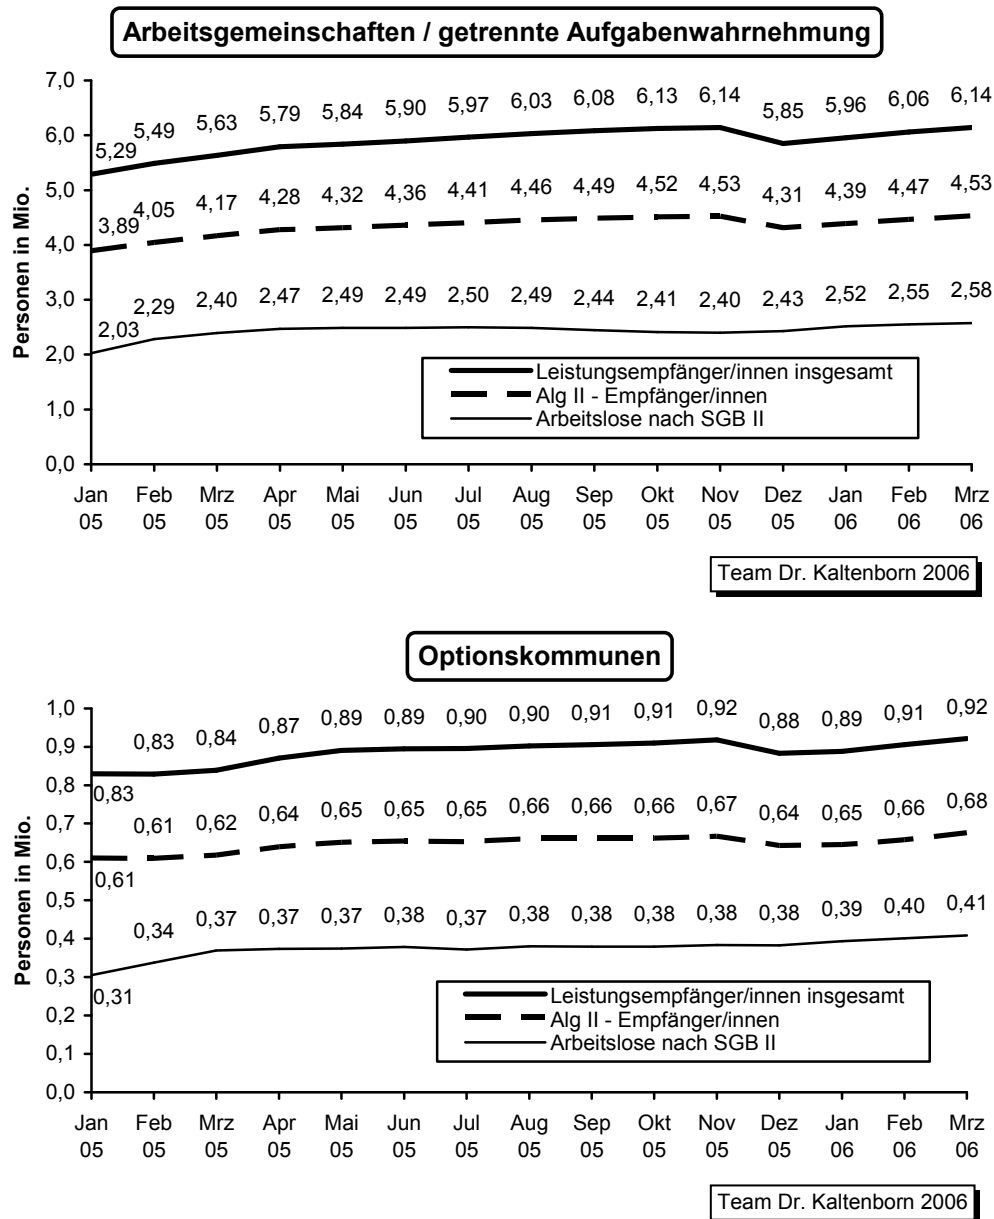 Arbeitsgemeinschaften / getrennte Aufgabenwahrnehmung
Personen in Mio.
7,0
6,0
5,0
4,0
3,0
2,0
1,0
0,0
5,29 5,49 5,63 5,79 5,84 5,90 5,97 6,03 6,08 6,13 6,14 5,85 5,96 6,06 6,14
3,89 4,05 4,17 4,28 4,32 4,36 4,41 4,46 4,49 4,52 4,53 4,31 4,39 4,47 4,53
2,03 2,29 2,40 2,47 2,49 2,49 2,50 2,49 2,44 2,41 2,40 2,43 2,52 2,55 2,58
Leistungsempfänger/innen insgesamt
Alg II - Empfänger/innen
Arbeitslose nach SGB II
Jan Feb Mrz Apr Mai Jun Jul Aug Sep Okt Nov Dez Jan Feb Mrz
05 05 05 05 05 05 05 05 05 05 05 05 06 06 06
Team Dr. Kaltenborn 2006
Optionskommunen
Personen in Mio.
1,0
0,9
0,8
0,7
0,6
0,5
0,4
0,3
0,2
0,1
0,0
0,83 0,83 0,84 0,87 0,89 0,89 0,90 0,90 0,91 0,91 0,92 0,88 0,89 0,91 0,92
0,61 0,61 0,62 0,64 0,65 0,65 0,65 0,66 0,66 0,66 0,67 0,64 0,65 0,66 0,68
0,31 0,34 0,37 0,37 0,37 0,38 0,37 0,38 0,38 0,38 0,38 0,38 0,39 0,40 0,41
Leistungsempfänger/innen insgesamt
Alg II - Empfänger/innen
Arbeitslose nach SGB II
Jan Feb Mrz Apr Mai Jun Jul Aug Sep Okt Nov Dez Jan Feb Mrz
05 05 05 05 05 05 05 05 05 05 05 05 06 06 06
Team Dr. Kaltenborn 2006